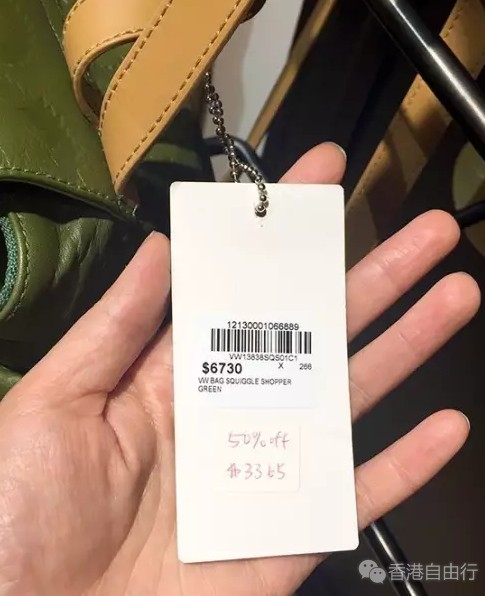 12130001066889
VW13838SQS01C1
$6730 X 266
VW BAG SQUIGGLE SHOPPER
GREEN
50% off
$3365
香港自由行